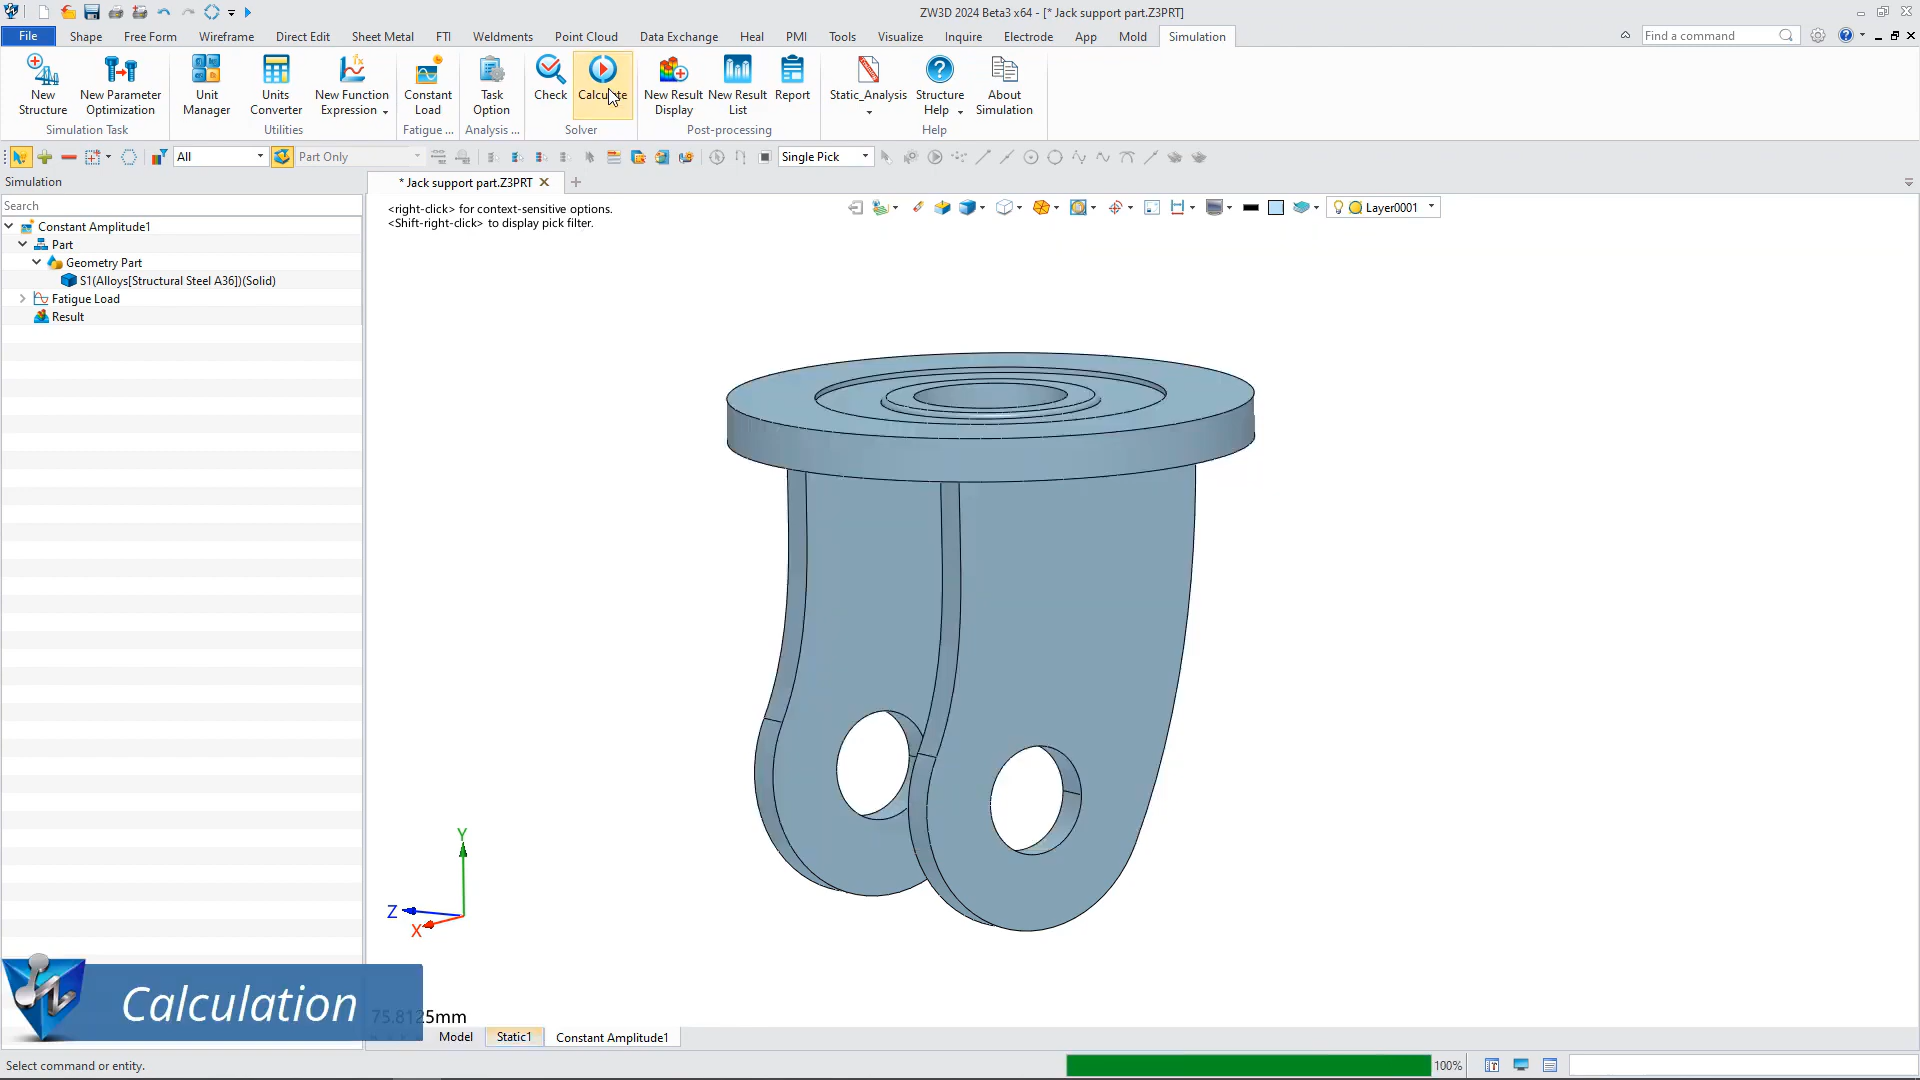 ZW3D 2024 Beta3 x64 - [* Jack support part.Z3PRT]
File Shape Free Form Wireframe Direct Edit Sheet Metal FTI Weldments Point Cloud Data Exchange Heal PMI Tools Visualize Inquire Electrode App Mold Simulation Find a command
New Structure
New Parameter Optimization
Unit Manager
Units Converter
New Function Expression
Constant Load
Task Option
Check
Calculate
New Result Display
New Result List
Report
Static_Analysis
Structure Help
About Simulation
Simulation Task Utilities Fatigue ... Analysis ... Solver Post-processing Help
All Part Only Single Pick
Simulation
* Jack support part.Z3PRT
Search
<right-click> for context-sensitive options.
<Shift-right-click> to display pick filter.
Layer0001
Constant Amplitude1
Part
Geometry Part
S1(Alloys[Structural Steel A36])(Solid)
Fatigue Load
Result
Y
Z
X
Calculation
75.8125mm
Model Static1 Constant Amplitude1
Select command or entity.
100%